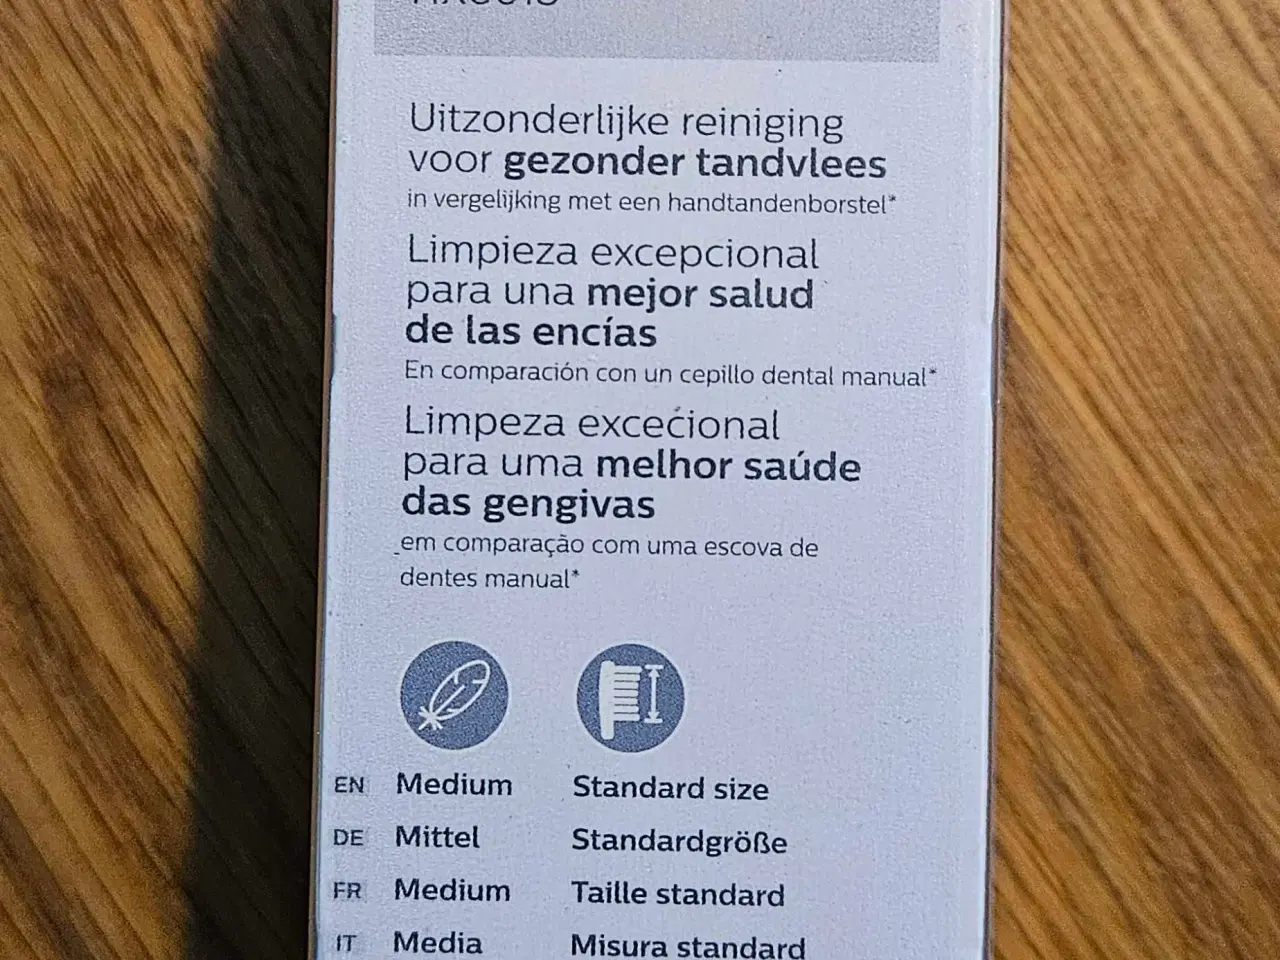 Uitzonderlijke reiniging
voor gezonder tandvlees
in vergelijking met een handtandenborstel*
Limpieza excepcional
para una mejor salud
de las encías
En comparación con un cepillo dental manual*
Limpeza excecional
para uma melhor saúde
das gengivas
em comparação com uma escova de
dentes manual*
EN Medium Standard size
DE Mittel Standardgröße
FR Medium Taille standard
IT Media Misura standard